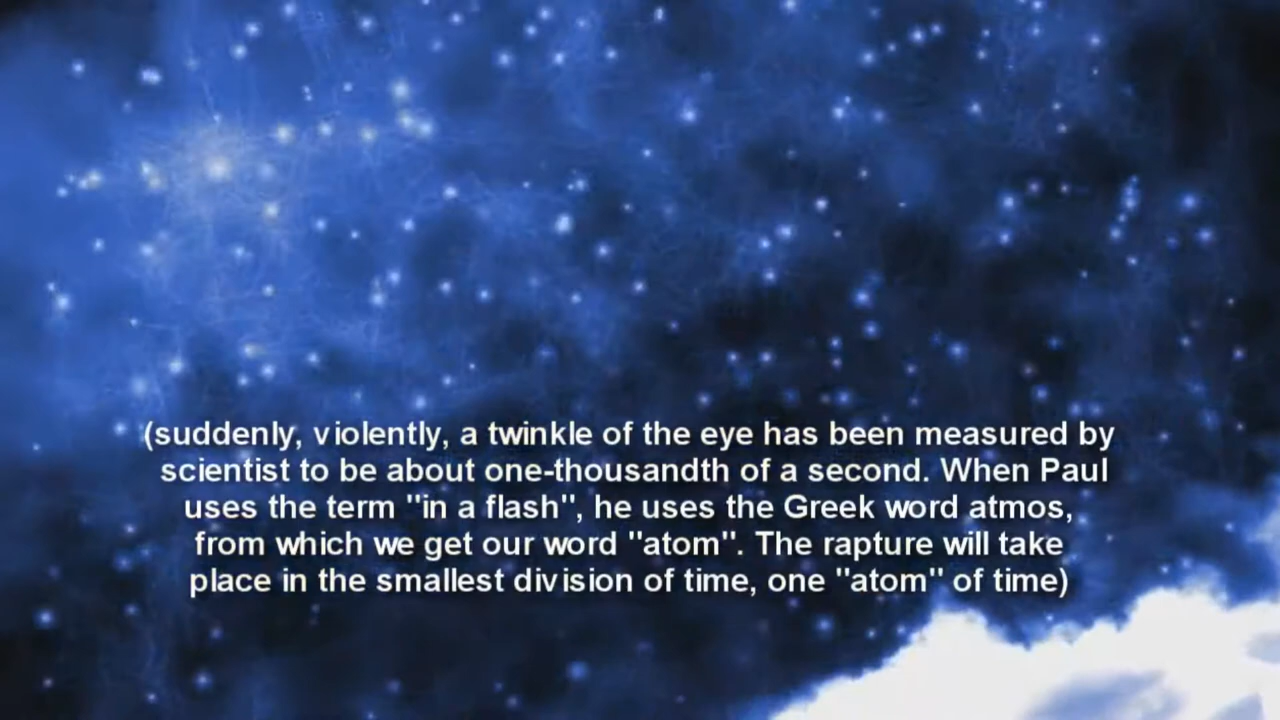 (suddenly, violently, a twinkle of the eye has been measured by
scientist to be about one-thousandth of a second. When Paul
uses the term "in a flash", he uses the Greek word atmos,
from which we get our word "atom". The rapture will take
place in the smallest division of time, one "atom" of time)